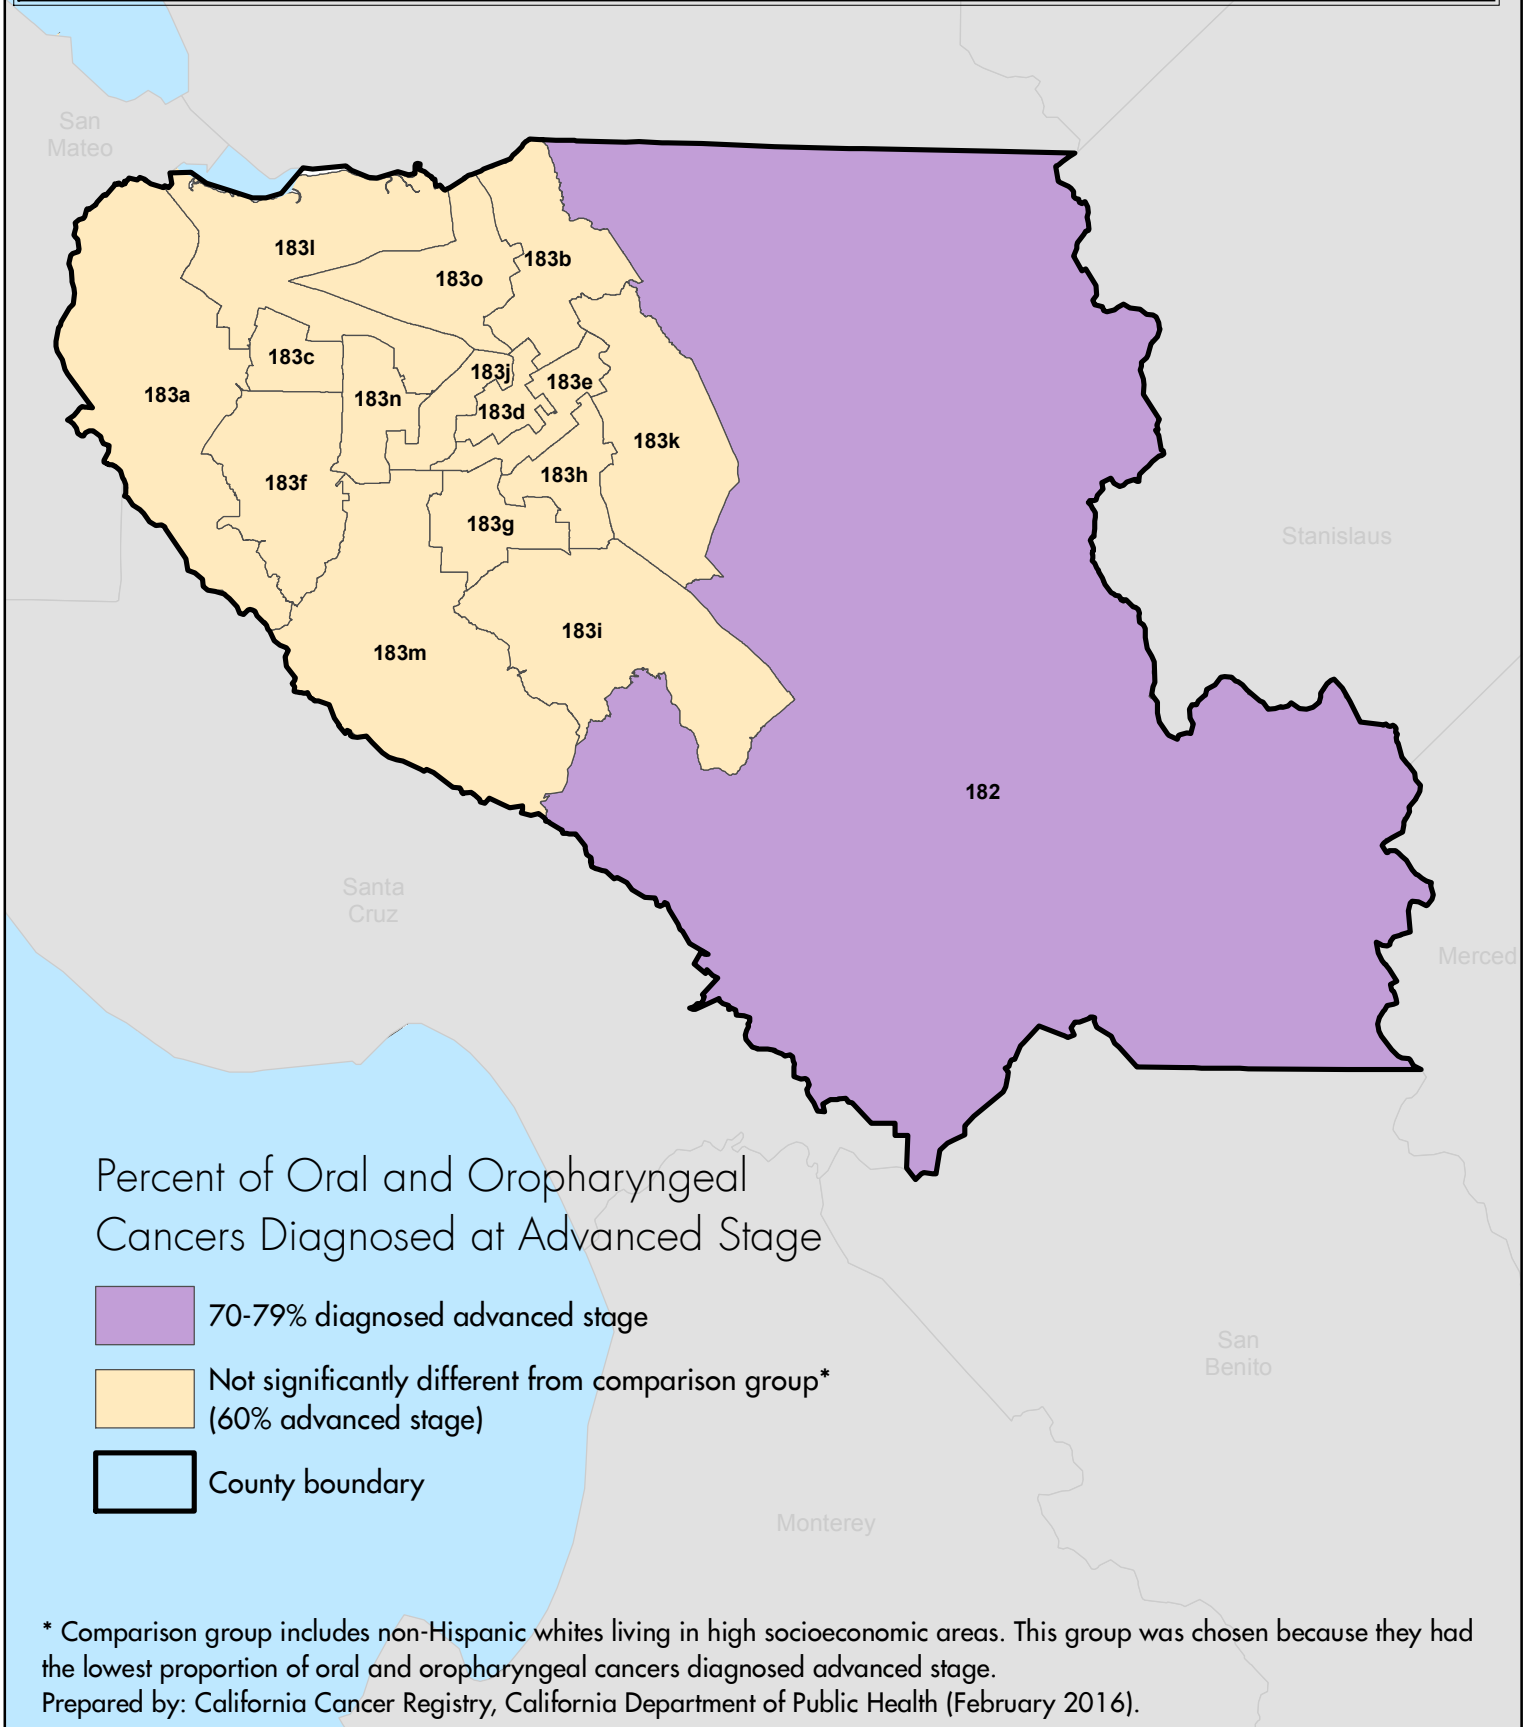 San
Mateo
183l
183b
183o
183c
183j
183e
183a
183n
183d
183k
183f
183h
183g
Stanislaus
183i
183m
182
Santa
Cruz
Merced
Percent of Oral and Oropharyngeal
Cancers Diagnosed at Advanced Stage
70-79% diagnosed advanced stage
Not significantly different from comparison group*
(60% advanced stage)
County boundary
San
Benito
Monterey
* Comparison group includes non-Hispanic whites living in high socioeconomic areas. This group was chosen because they had
the lowest proportion of oral and oropharyngeal cancers diagnosed advanced stage.
Prepared by: California Cancer Registry, California Department of Public Health (February 2016).